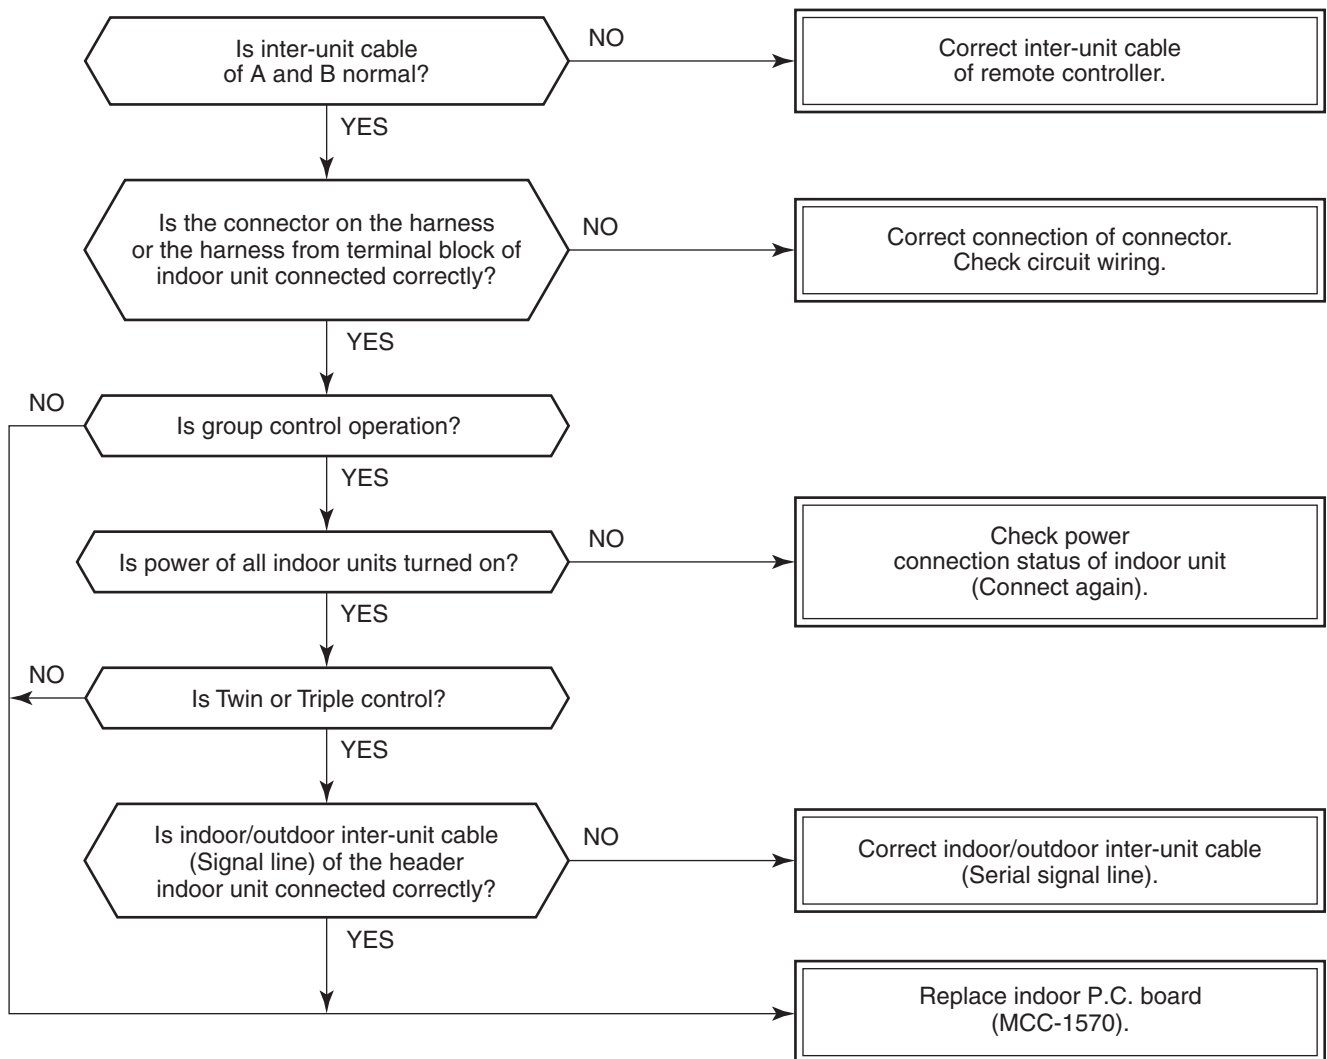 Is inter-unit cable
of A and B normal?
NO
Correct inter-unit cable
of remote controller.
YES
Is the connector on the harness
or the harness from terminal block of
indoor unit connected correctly?
NO
Correct connection of connector.
Check circuit wiring.
YES
NO
Is group control operation?
YES
Is power of all indoor units turned on?
NO
Check power
connection status of indoor unit
(Connect again).
YES
NO
Is Twin or Triple control?
YES
Is indoor/outdoor inter-unit cable
(Signal line) of the header
indoor unit connected correctly?
NO
Correct indoor/outdoor inter-unit cable
(Serial signal line).
YES
Replace indoor P.C. board
(MCC-1570).